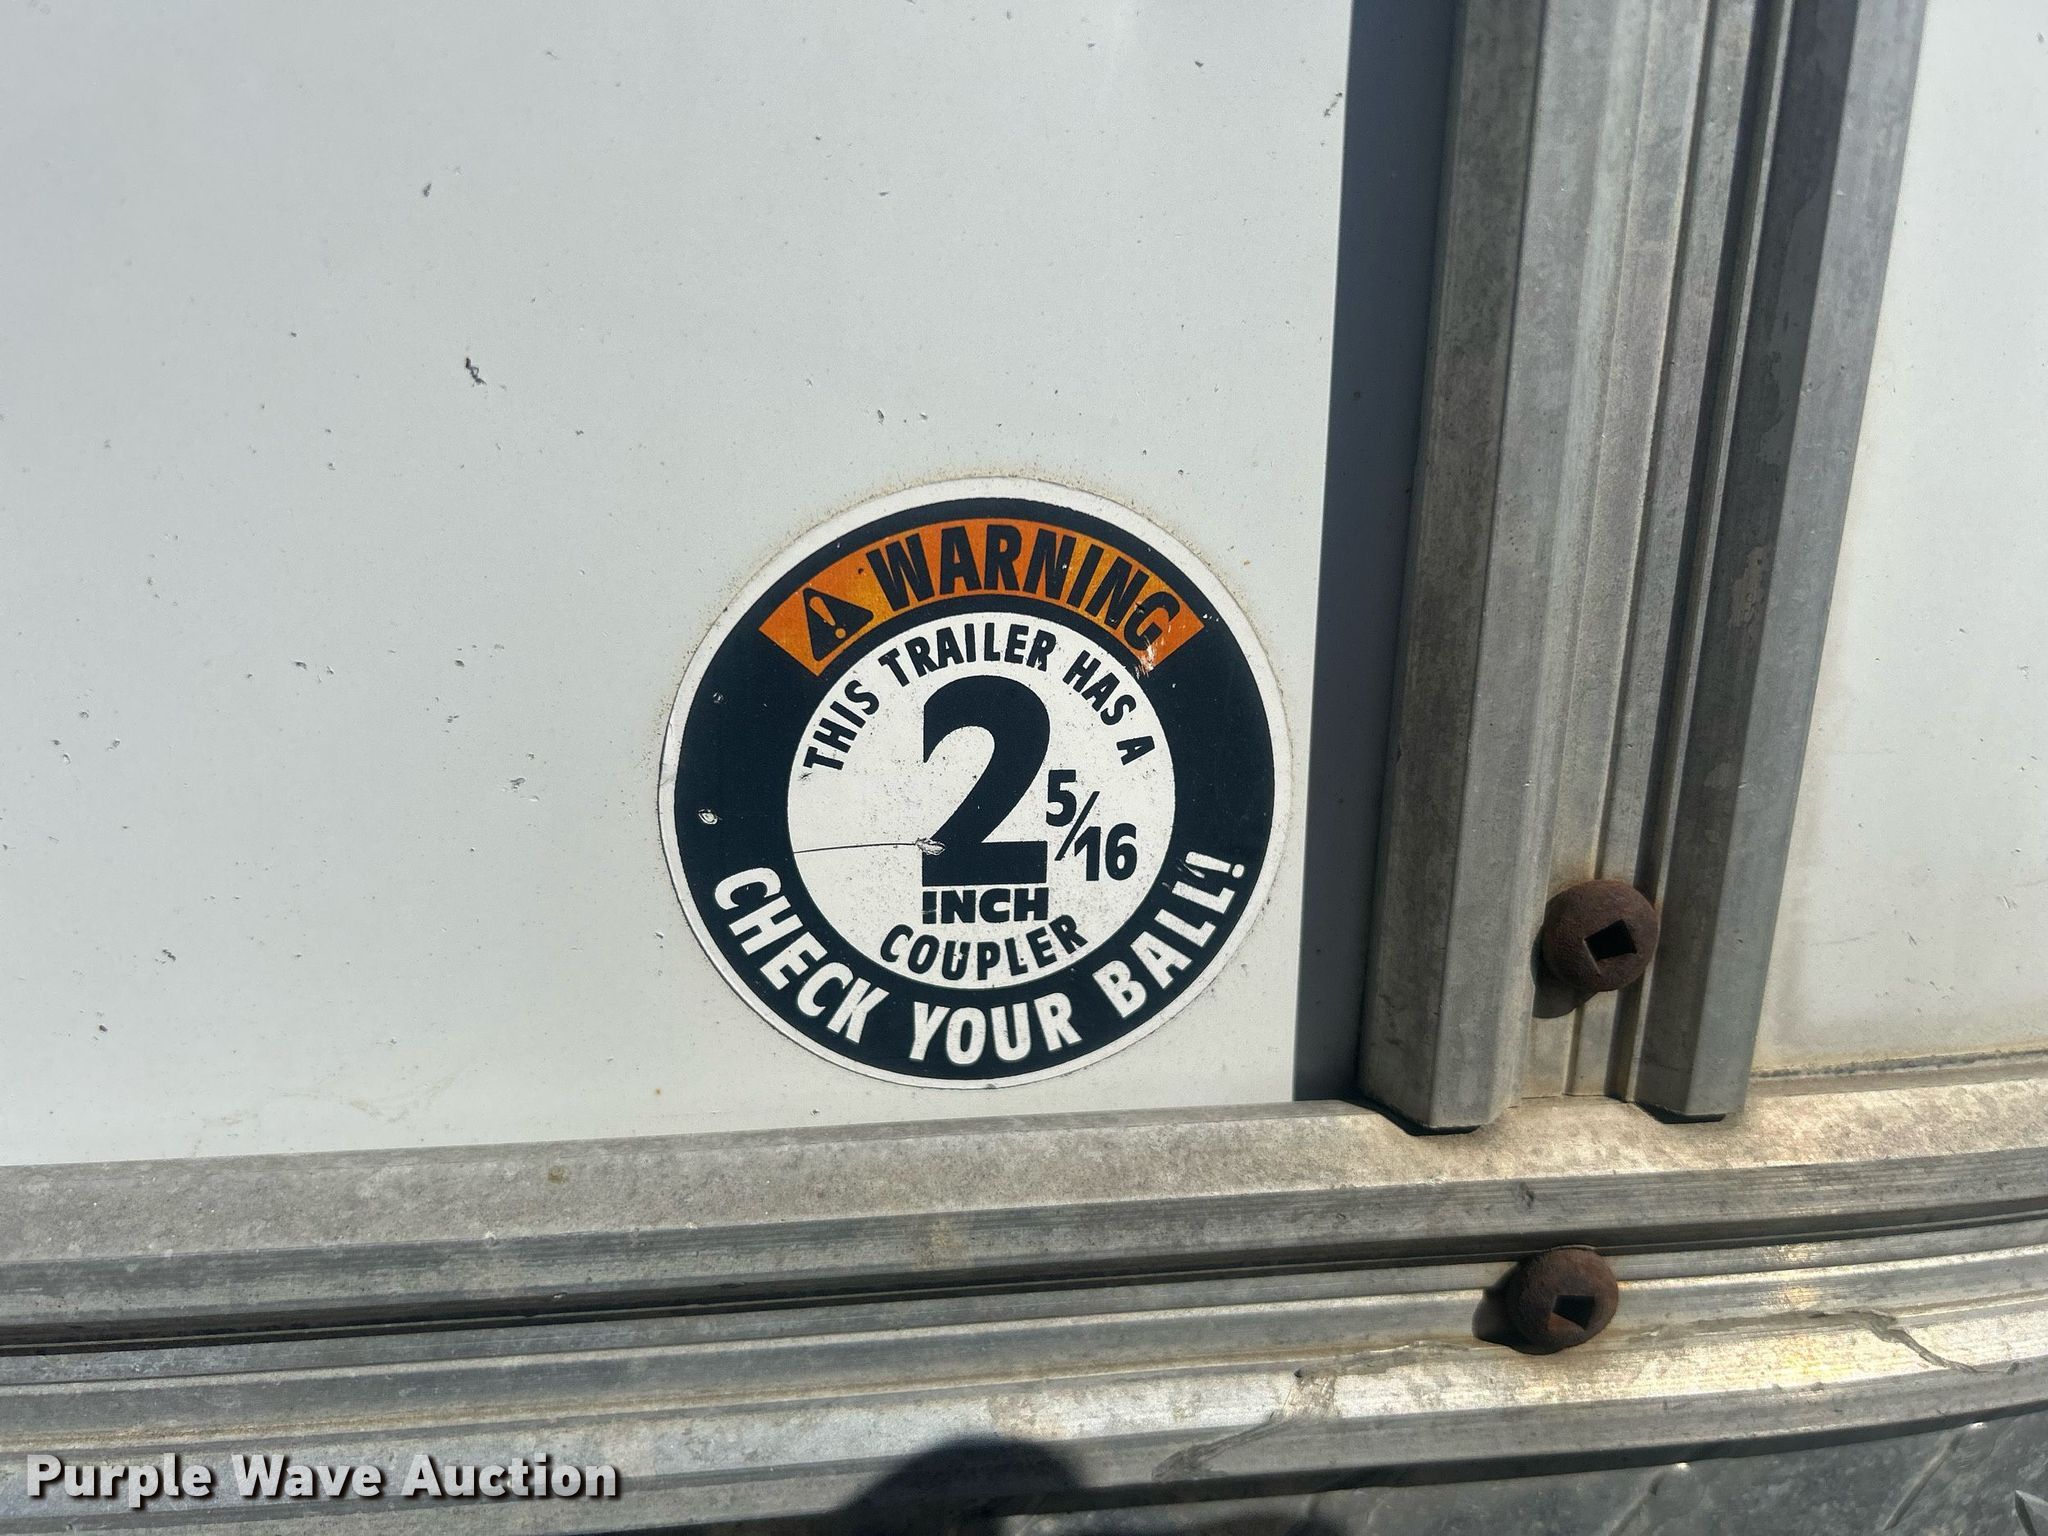 WARNING
THIS TRAILER HAS A
2 5/16
INCH
COUPLER
CHECK YOUR BALL!
Purple Wave Auction